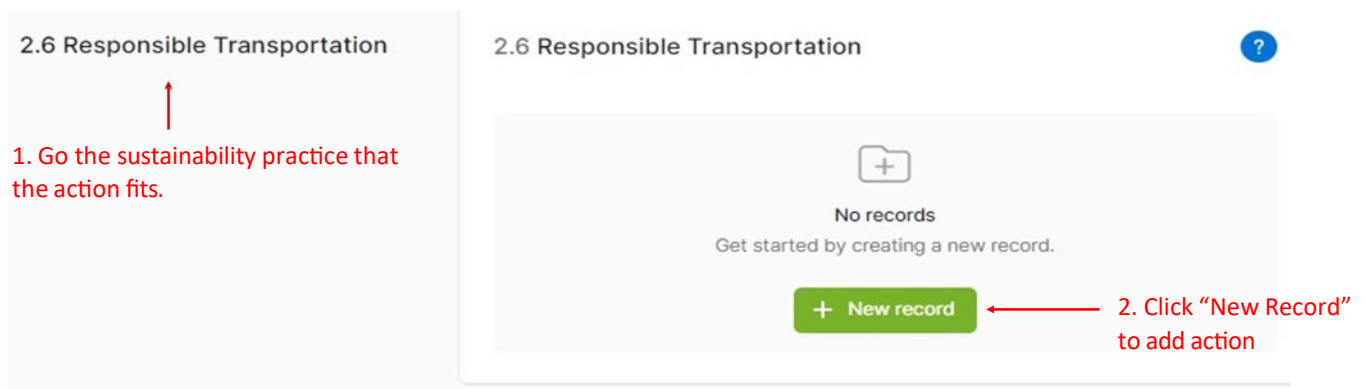 2.6 Responsible Transportation
2.6 Responsible Transportation
?
1. Go the sustainability practice that
the action fits.
No records
Get started by creating a new record.
+ New record
2. Click “New Record”
to add action